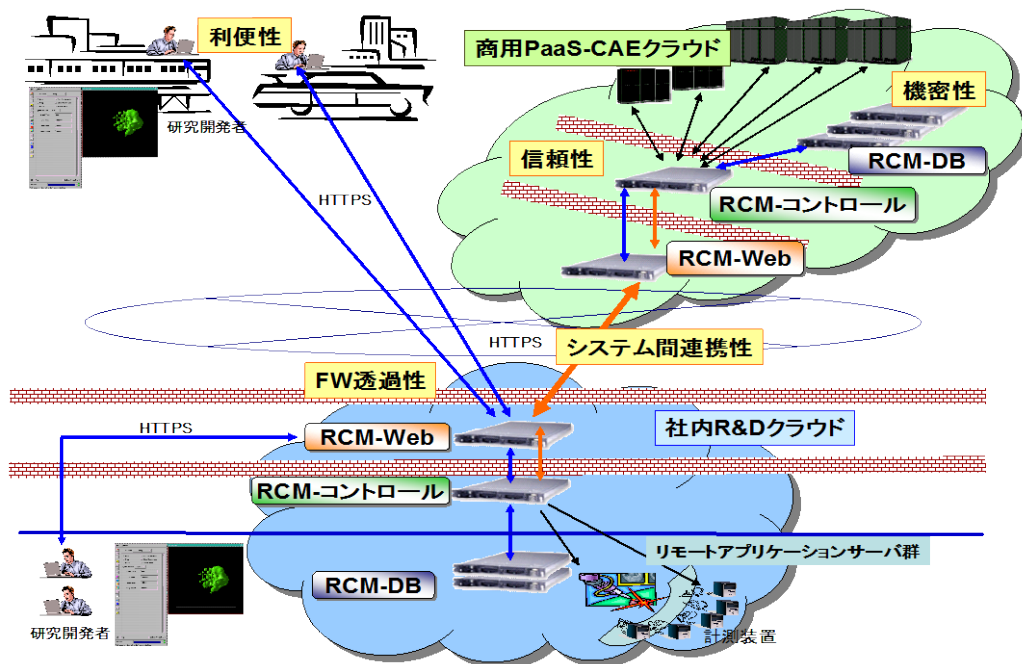 利便性
商用PaaS-CAEクラウド
機密性
研究開発者
信頼性
RCM-DB
HTTPS
RCM-コントロール
RCM-Web
HTTPS
システム間連携性
FW透過性
HTTPS
RCM-Web
社内R&Dクラウド
RCM-コントロール
リモートアプリケーションサーバ群
RCM-DB
研究開発者
計測装置